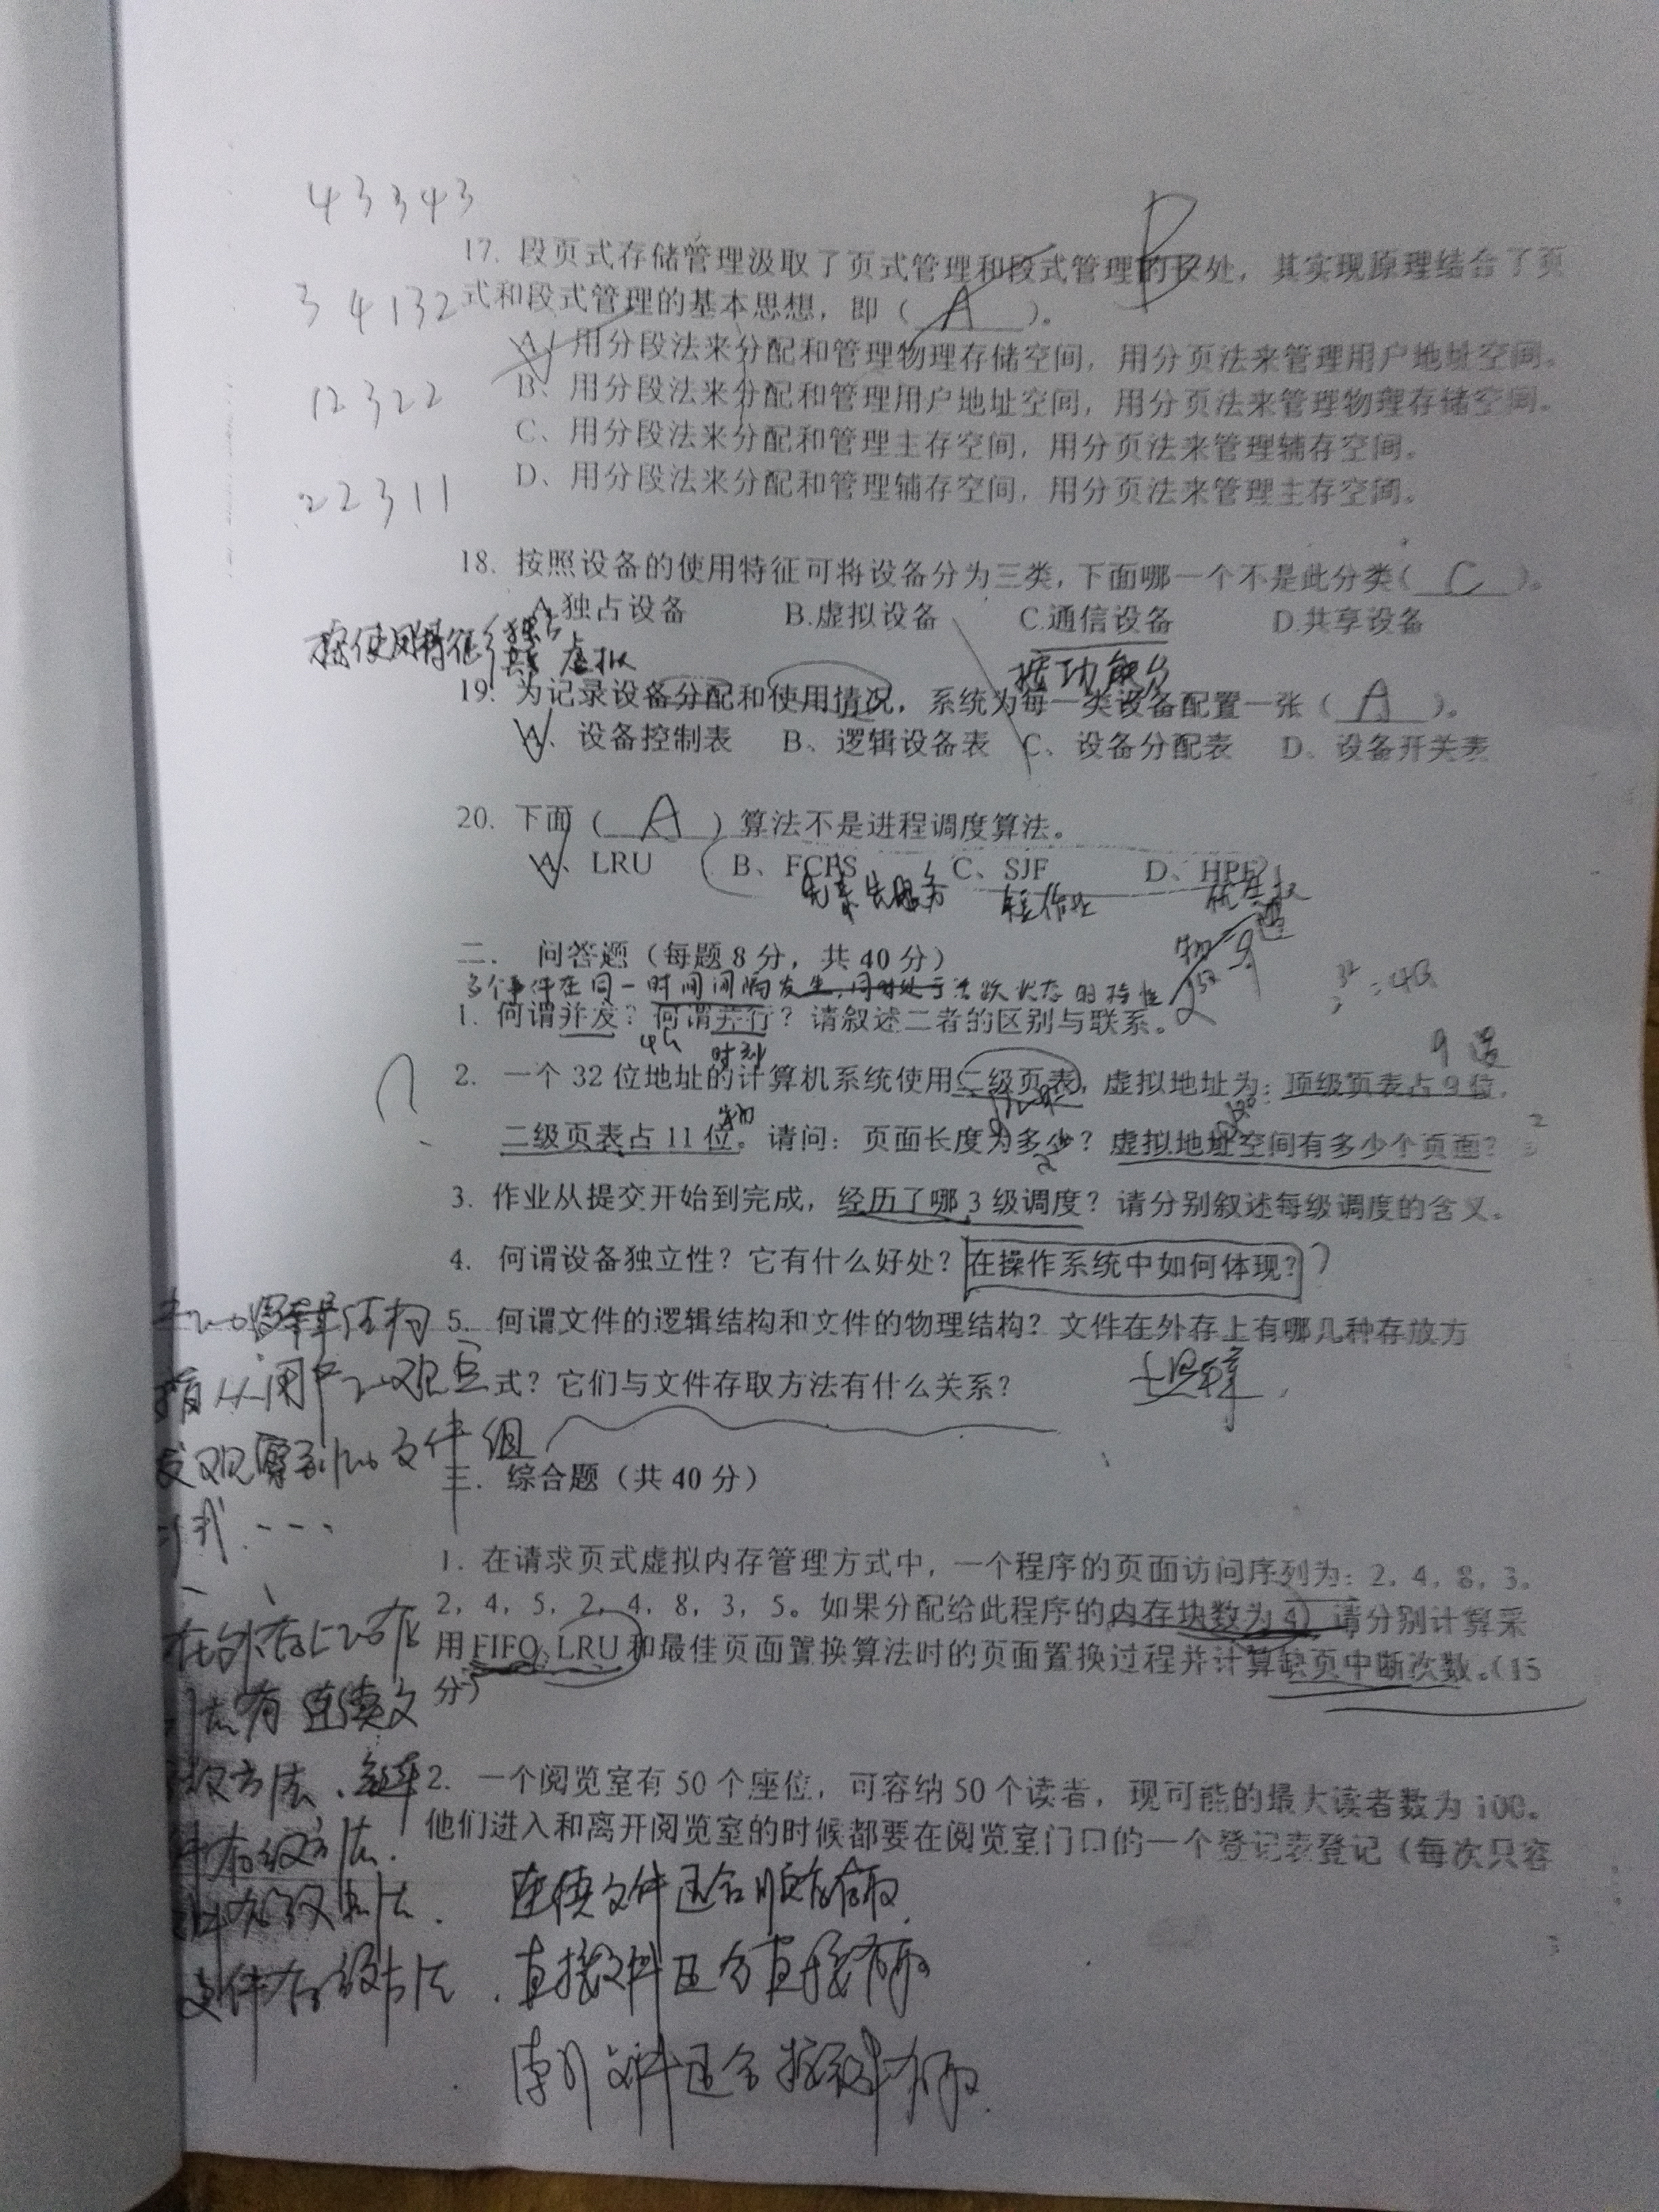 43343
17. 段页式存储管理汲取了页式管理和段式管理的长处，其实现原理结合了页
34132
式和段式管理的基本思想，即（ A ）。
B
A、用分段法来分配和管理物理存储空间，用分页法来管理用户地址空间。
12322
B、用分段法来分配和管理用户地址空间，用分页法来管理物理存储空间。
C、用分段法来分配和管理主存空间，用分页法来管理辅存空间。
22311
D、用分段法来分配和管理辅存空间，用分页法来管理主存空间。
18. 按照设备的使用特征可将设备分为三类，下面哪一个不是此分类（ C ）。
A.独占设备 B.虚拟设备 C.通信设备 D.共享设备
按使用特征 独占 共享 虚拟
按功能分
19. 为记录设备分配和使用情况，系统为每一类设备配置一张（ A ）。
A、设备控制表 B、逻辑设备表 C、设备分配表 D、设备开关表
20. 下面（ A ）算法不是进程调度算法。
A、LRU B、FCFS C、SJF D、HPF
先来先服务 短作业 优先权
二. 问答题（每题 8 分，共 40 分）
多个事件在同一时间间隔发生，同时处于活跃状态的特性
1. 何谓并发？何谓并行？请叙述二者的区别与联系。
时刻
2. 一个 32 位地址的计算机系统使用二级页表，虚拟地址为：顶级页表占 9 位，
二级页表占 11 位。请问：页面长度为多少？虚拟地址空间有多少个页面？
3. 作业从提交开始到完成，经历了哪 3 级调度？请分别叙述每级调度的含义。
4. 何谓设备独立性？它有什么好处？在操作系统中如何体现？
5. 何谓文件的逻辑结构和文件的物理结构？文件在外存上有哪几种存放方
式？它们与文件存取方法有什么关系？
逻辑结构
指从用户的观点
发观察到的文件组
三. 综合题（共 40 分）
1. 在请求页式虚拟内存管理方式中，一个程序的页面访问序列为：2，4，8，3，
2，4，5，2，4，8，3，5。如果分配给此程序的内存块数为 4，请分别计算采
用 FIFO、LRU 和最佳页面置换算法时的页面置换过程并计算缺页中断次数。（15
分）
在外存上的存
有 连续文
2. 一个阅览室有 50 个座位，可容纳 50 个读者，现可能的最大读者数为 100。
他们进入和离开阅览室的时候都要在阅览室门口的一个登记表登记（每次只容
连续文件适合顺序存取
文件存取方法. 直接文件适合直接存取
索引文件适合按键存取.